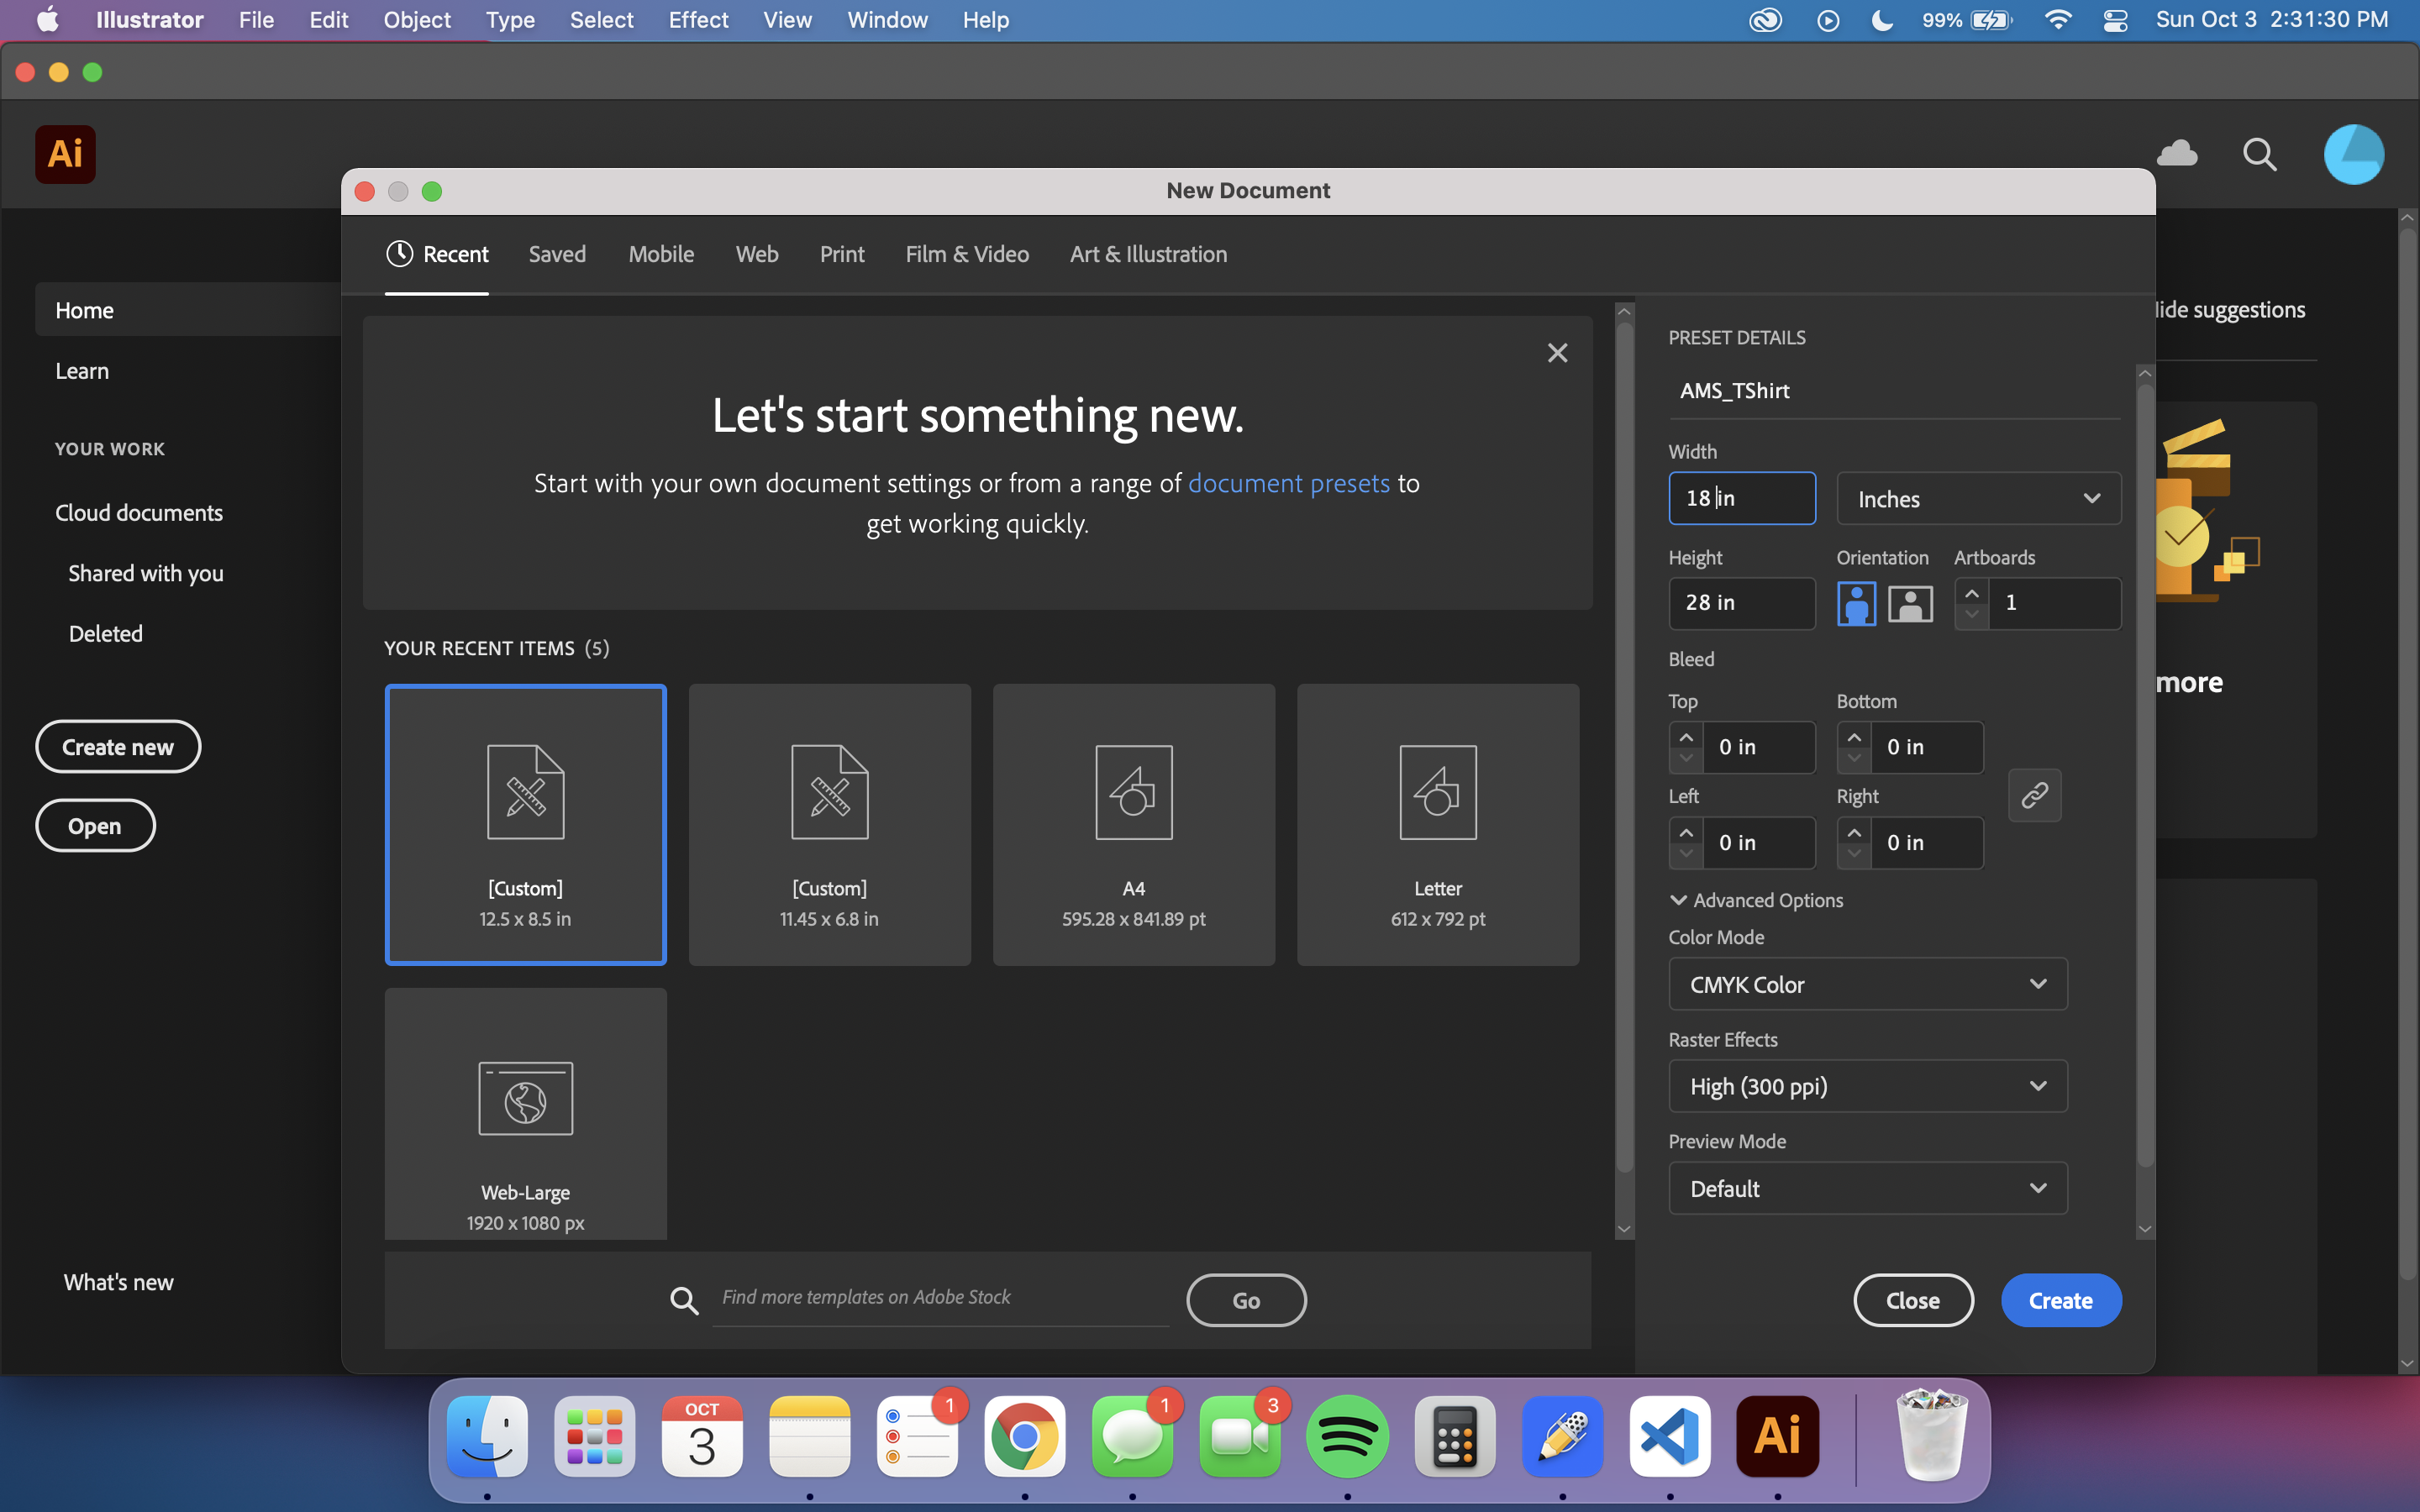 Illustrator File Edit Object Type Select Effect View Window Help 99% Sun Oct 3 2:31:30 PM
Ai
New Document
Recent Saved Mobile Web Print Film & Video Art & Illustration
Home
Learn
YOUR WORK
Cloud documents
Shared with you
Deleted
Create new
Open
What's new
Let's start something new.
Start with your own document settings or from a range of document presets to
get working quickly.
YOUR RECENT ITEMS (5)
[Custom]
12.5 x 8.5 in
[Custom]
11.45 x 6.8 in
A4
595.28 x 841.89 pt
Letter
612 x 792 pt
Web-Large
1920 x 1080 px
Find more templates on Adobe Stock
Go
PRESET DETAILS
AMS_TShirt
Width
18 in Inches
Height Orientation Artboards
28 in 1
Bleed
Top Bottom
0 in 0 in
Left Right
0 in 0 in
Advanced Options
Color Mode
CMYK Color
Raster Effects
High (300 ppi)
Preview Mode
Default
Close Create
ide suggestions
more
OCT
3
1
1
3
Ai